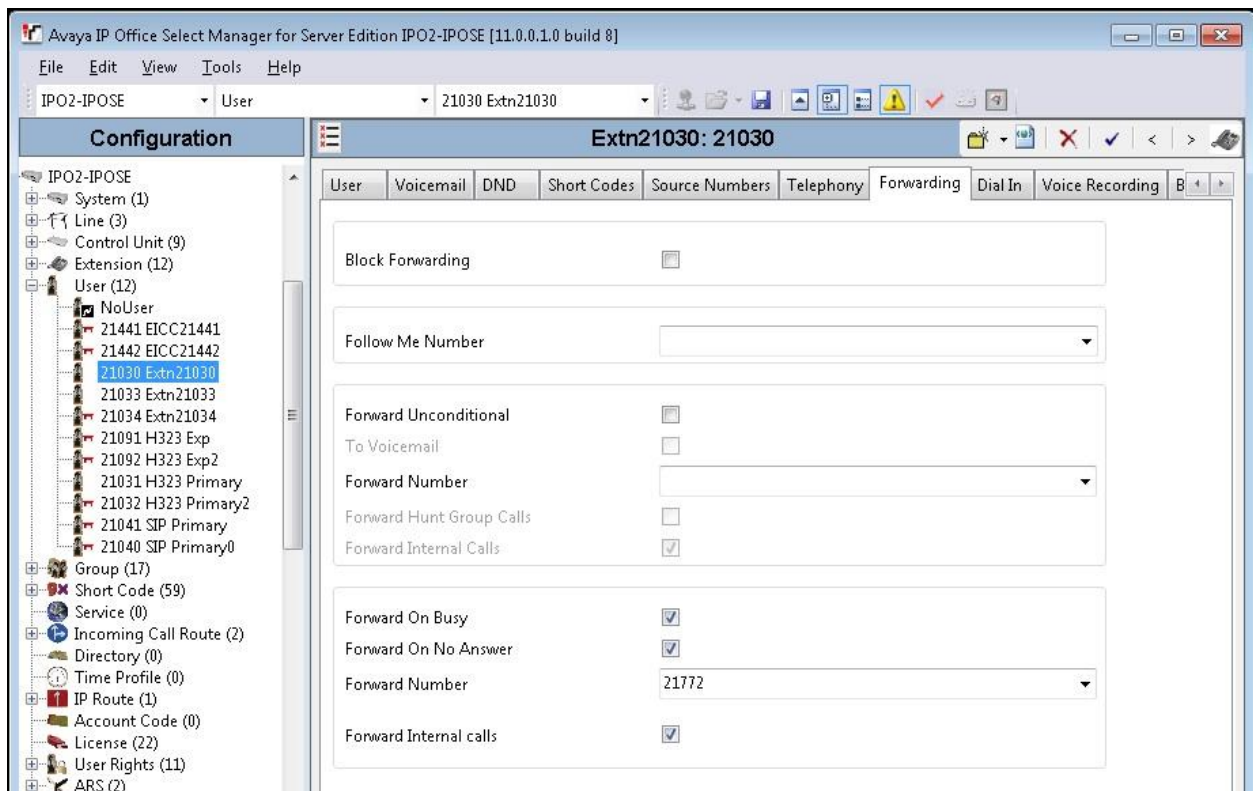 Avaya IP Office Select Manager for Server Edition IPO2-IPOSE [11.0.0.1.0 build 8]
File Edit View Tools Help
IPO2-IPOSE User 21030 Extn21030
Configuration
IPO2-IPOSE
System (1)
Line (3)
Control Unit (9)
Extension (12)
User (12)
NoUser
21441 EICC21441
21442 EICC21442
21030 Extn21030
21033 Extn21033
21034 Extn21034
21091 H323 Exp
21092 H323 Exp2
21031 H323 Primary
21032 H323 Primary2
21041 SIP Primary
21040 SIP Primary0
Group (17)
Short Code (59)
Service (0)
Incoming Call Route (2)
Directory (0)
Time Profile (0)
IP Route (1)
Account Code (0)
License (22)
User Rights (11)
ARS (2)
Extn21030: 21030
User Voicemail DND Short Codes Source Numbers Telephony Forwarding Dial In Voice Recording B
Block Forwarding
Follow Me Number
Forward Unconditional
To Voicemail
Forward Number
Forward Hunt Group Calls
Forward Internal Calls
Forward On Busy
Forward On No Answer
Forward Number 21772
Forward Internal calls